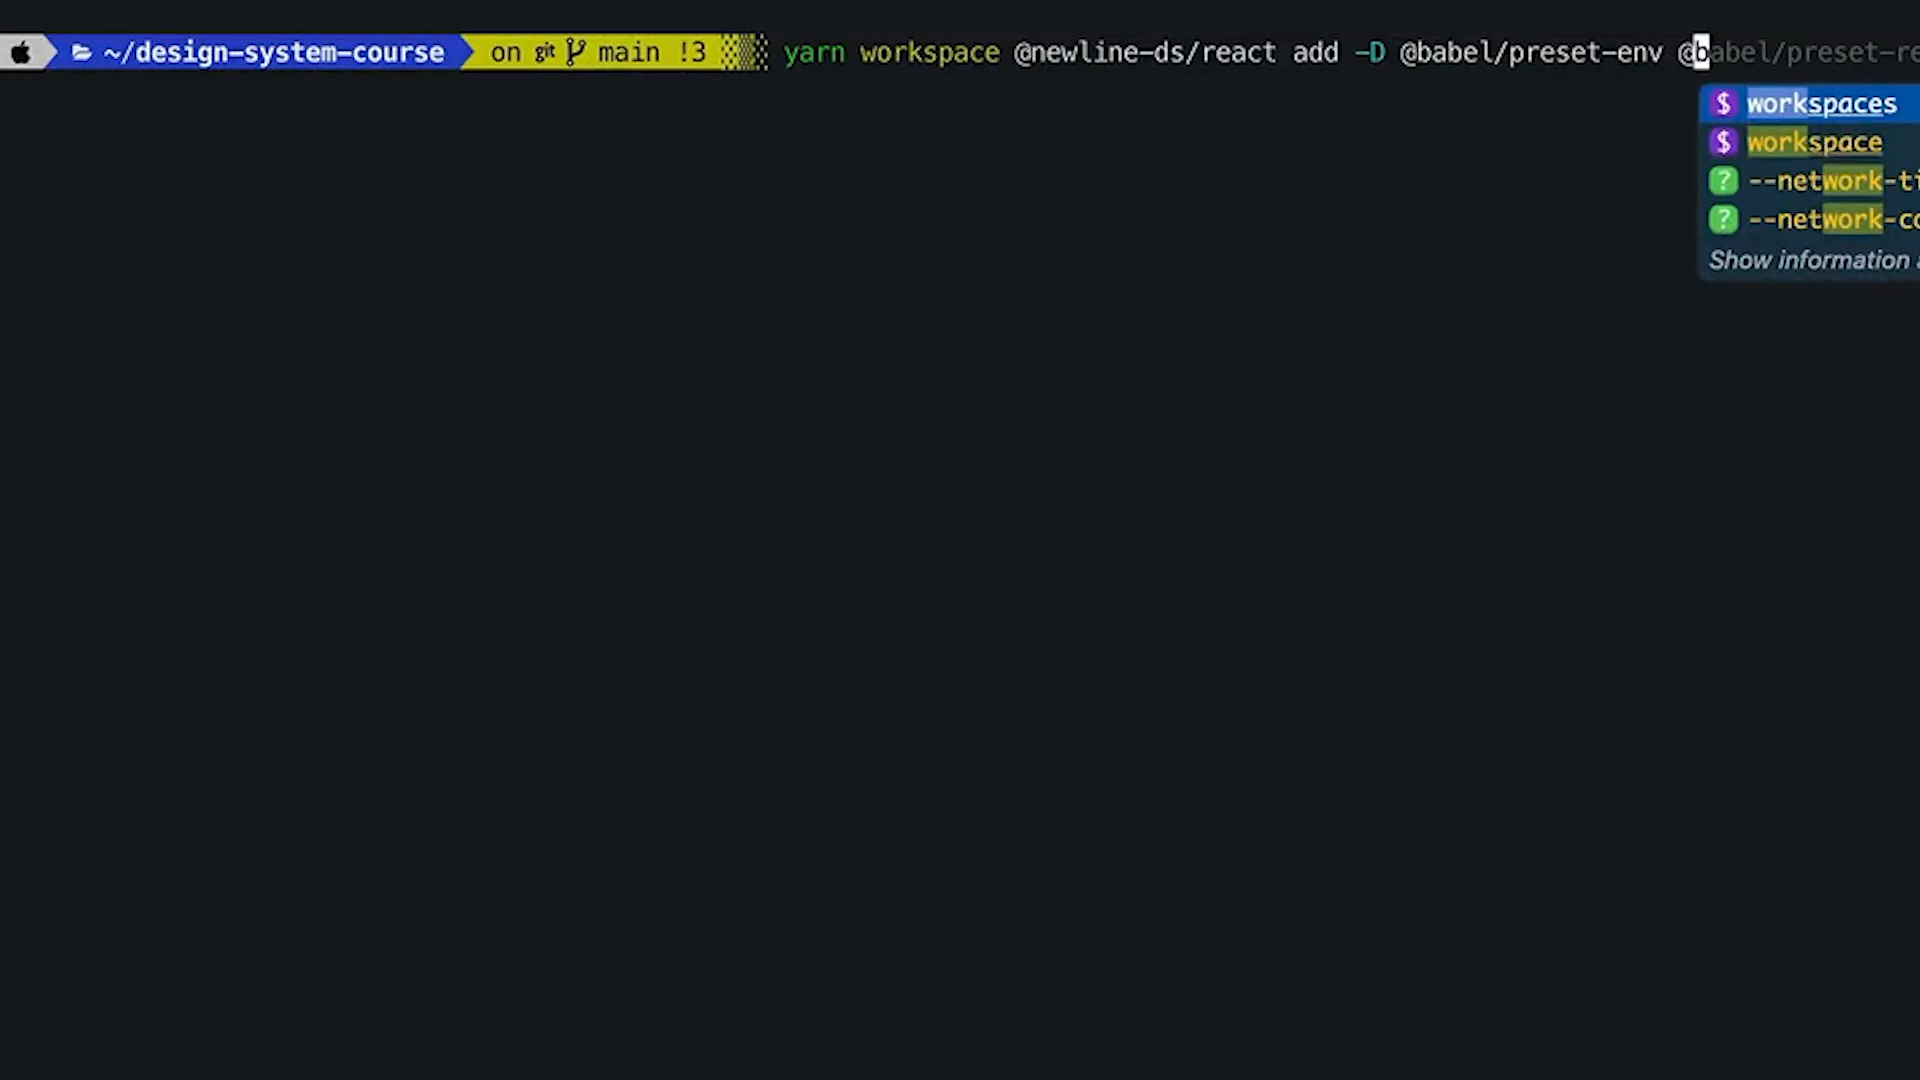 ~/design-system-course on git main !3 yarn workspace @newline-ds/react add -D @babel/preset-env @babel/preset-re
$ workspaces
$ workspace
? --network-ti
? --network-co
Show information a